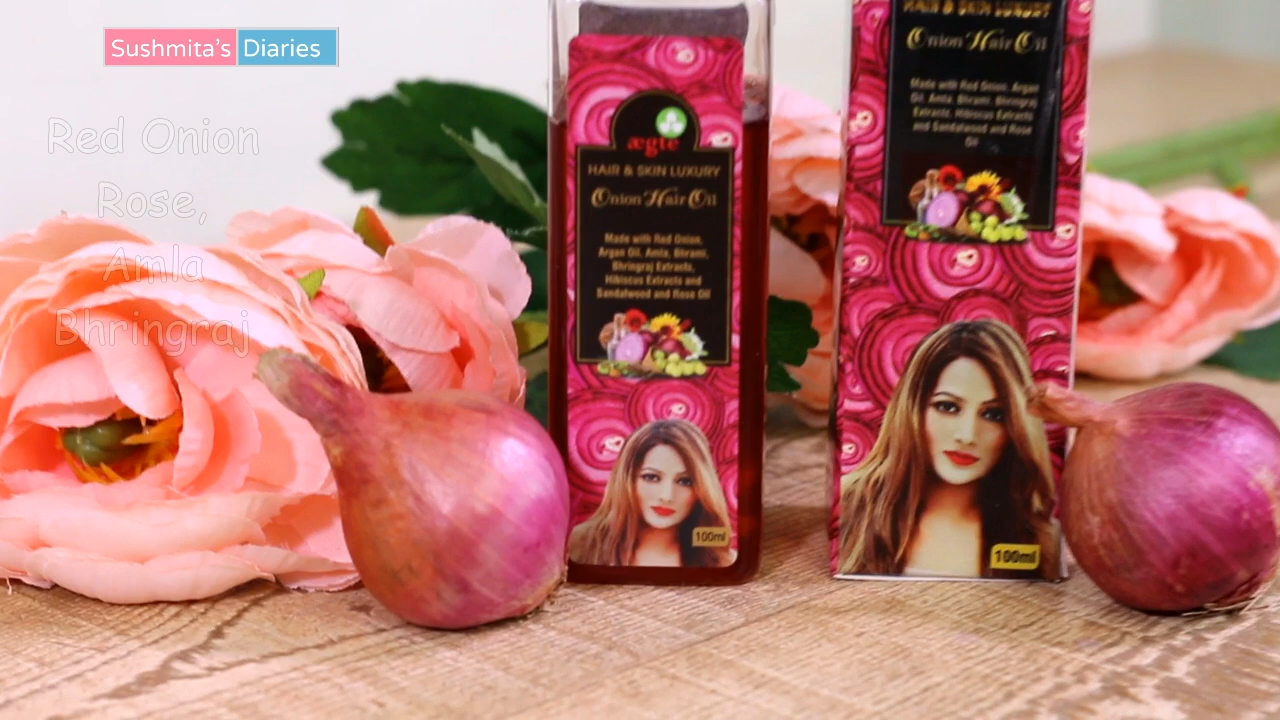 Sushmita's Diaries
Red Onion
Rose,
Amla
Bhringraj
ægte
HAIR & SKIN LUXURY
Onion Hair Oil
Made with Red Onion,
Argan Oil, Amla, Bhrami,
Bhringraj Extracts,
Hibiscus Extracts and
Sandalwood and Rose Oil
100ml
HAIR & SKIN LUXURY
Onion Hair Oil
Made with Red Onion, Argan
Oil, Amla, Bhrami, Bhringraj
Extracts, Hibiscus Extracts
and Sandalwood and Rose
Oil
100ml